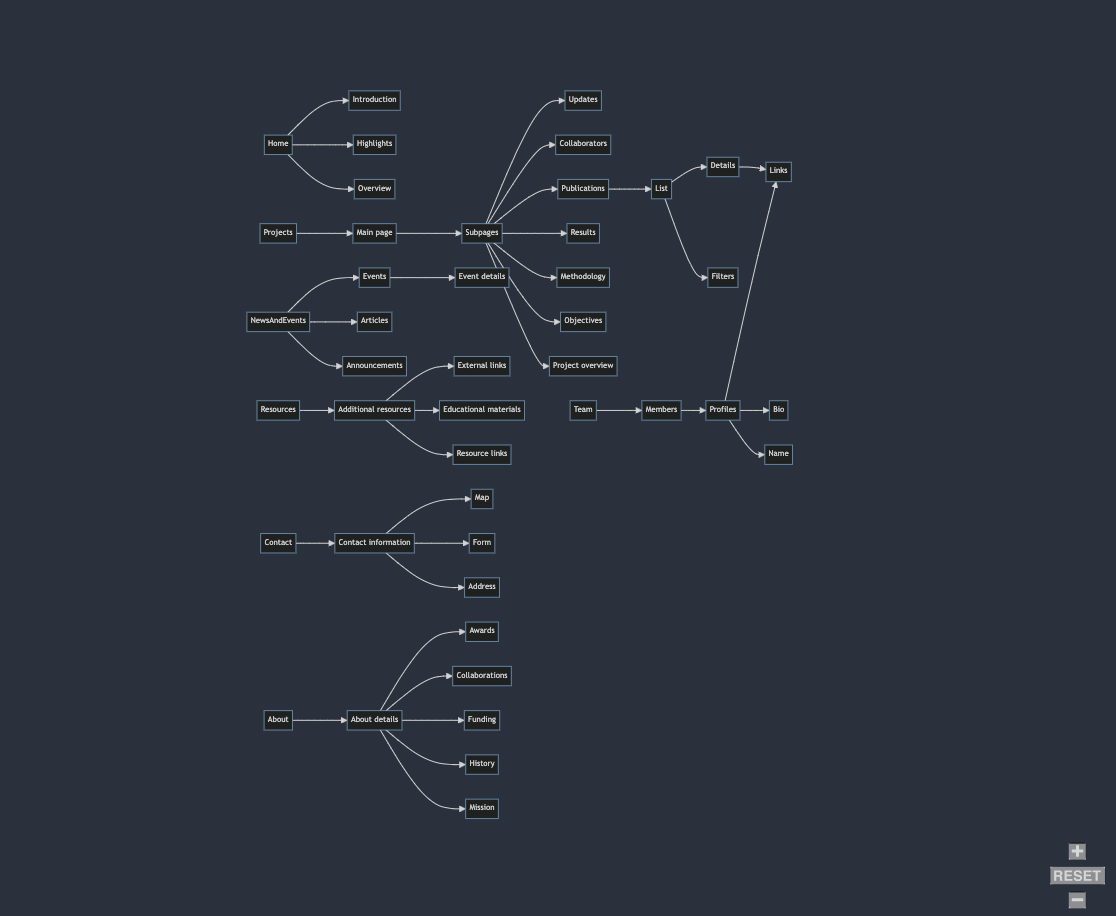 Introduction
Updates
Home
Highlights
Collaborators
Details
Links
Overview
Publications
List
Projects
Main page
Subpages
Results
Events
Event details
Methodology
Filters
NewsAndEvents
Articles
Objectives
Announcements
External links
Project overview
Resources
Additional resources
Educational materials
Team
Members
Profiles
Bio
Resource links
Name
Map
Contact
Contact information
Form
Address
Awards
Collaborations
About
About details
Funding
History
Mission
+
RESET
−